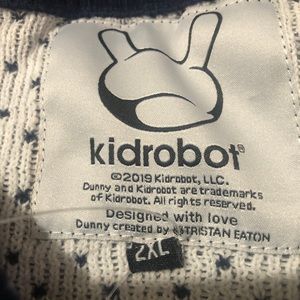 kidrobot®
©2019 Kidrobot, LLC.
Dunny and Kidrobot are trademarks
of Kidrobot. All rights reserved.
Designed with love
Dunny created by TRISTAN EATON
2XL